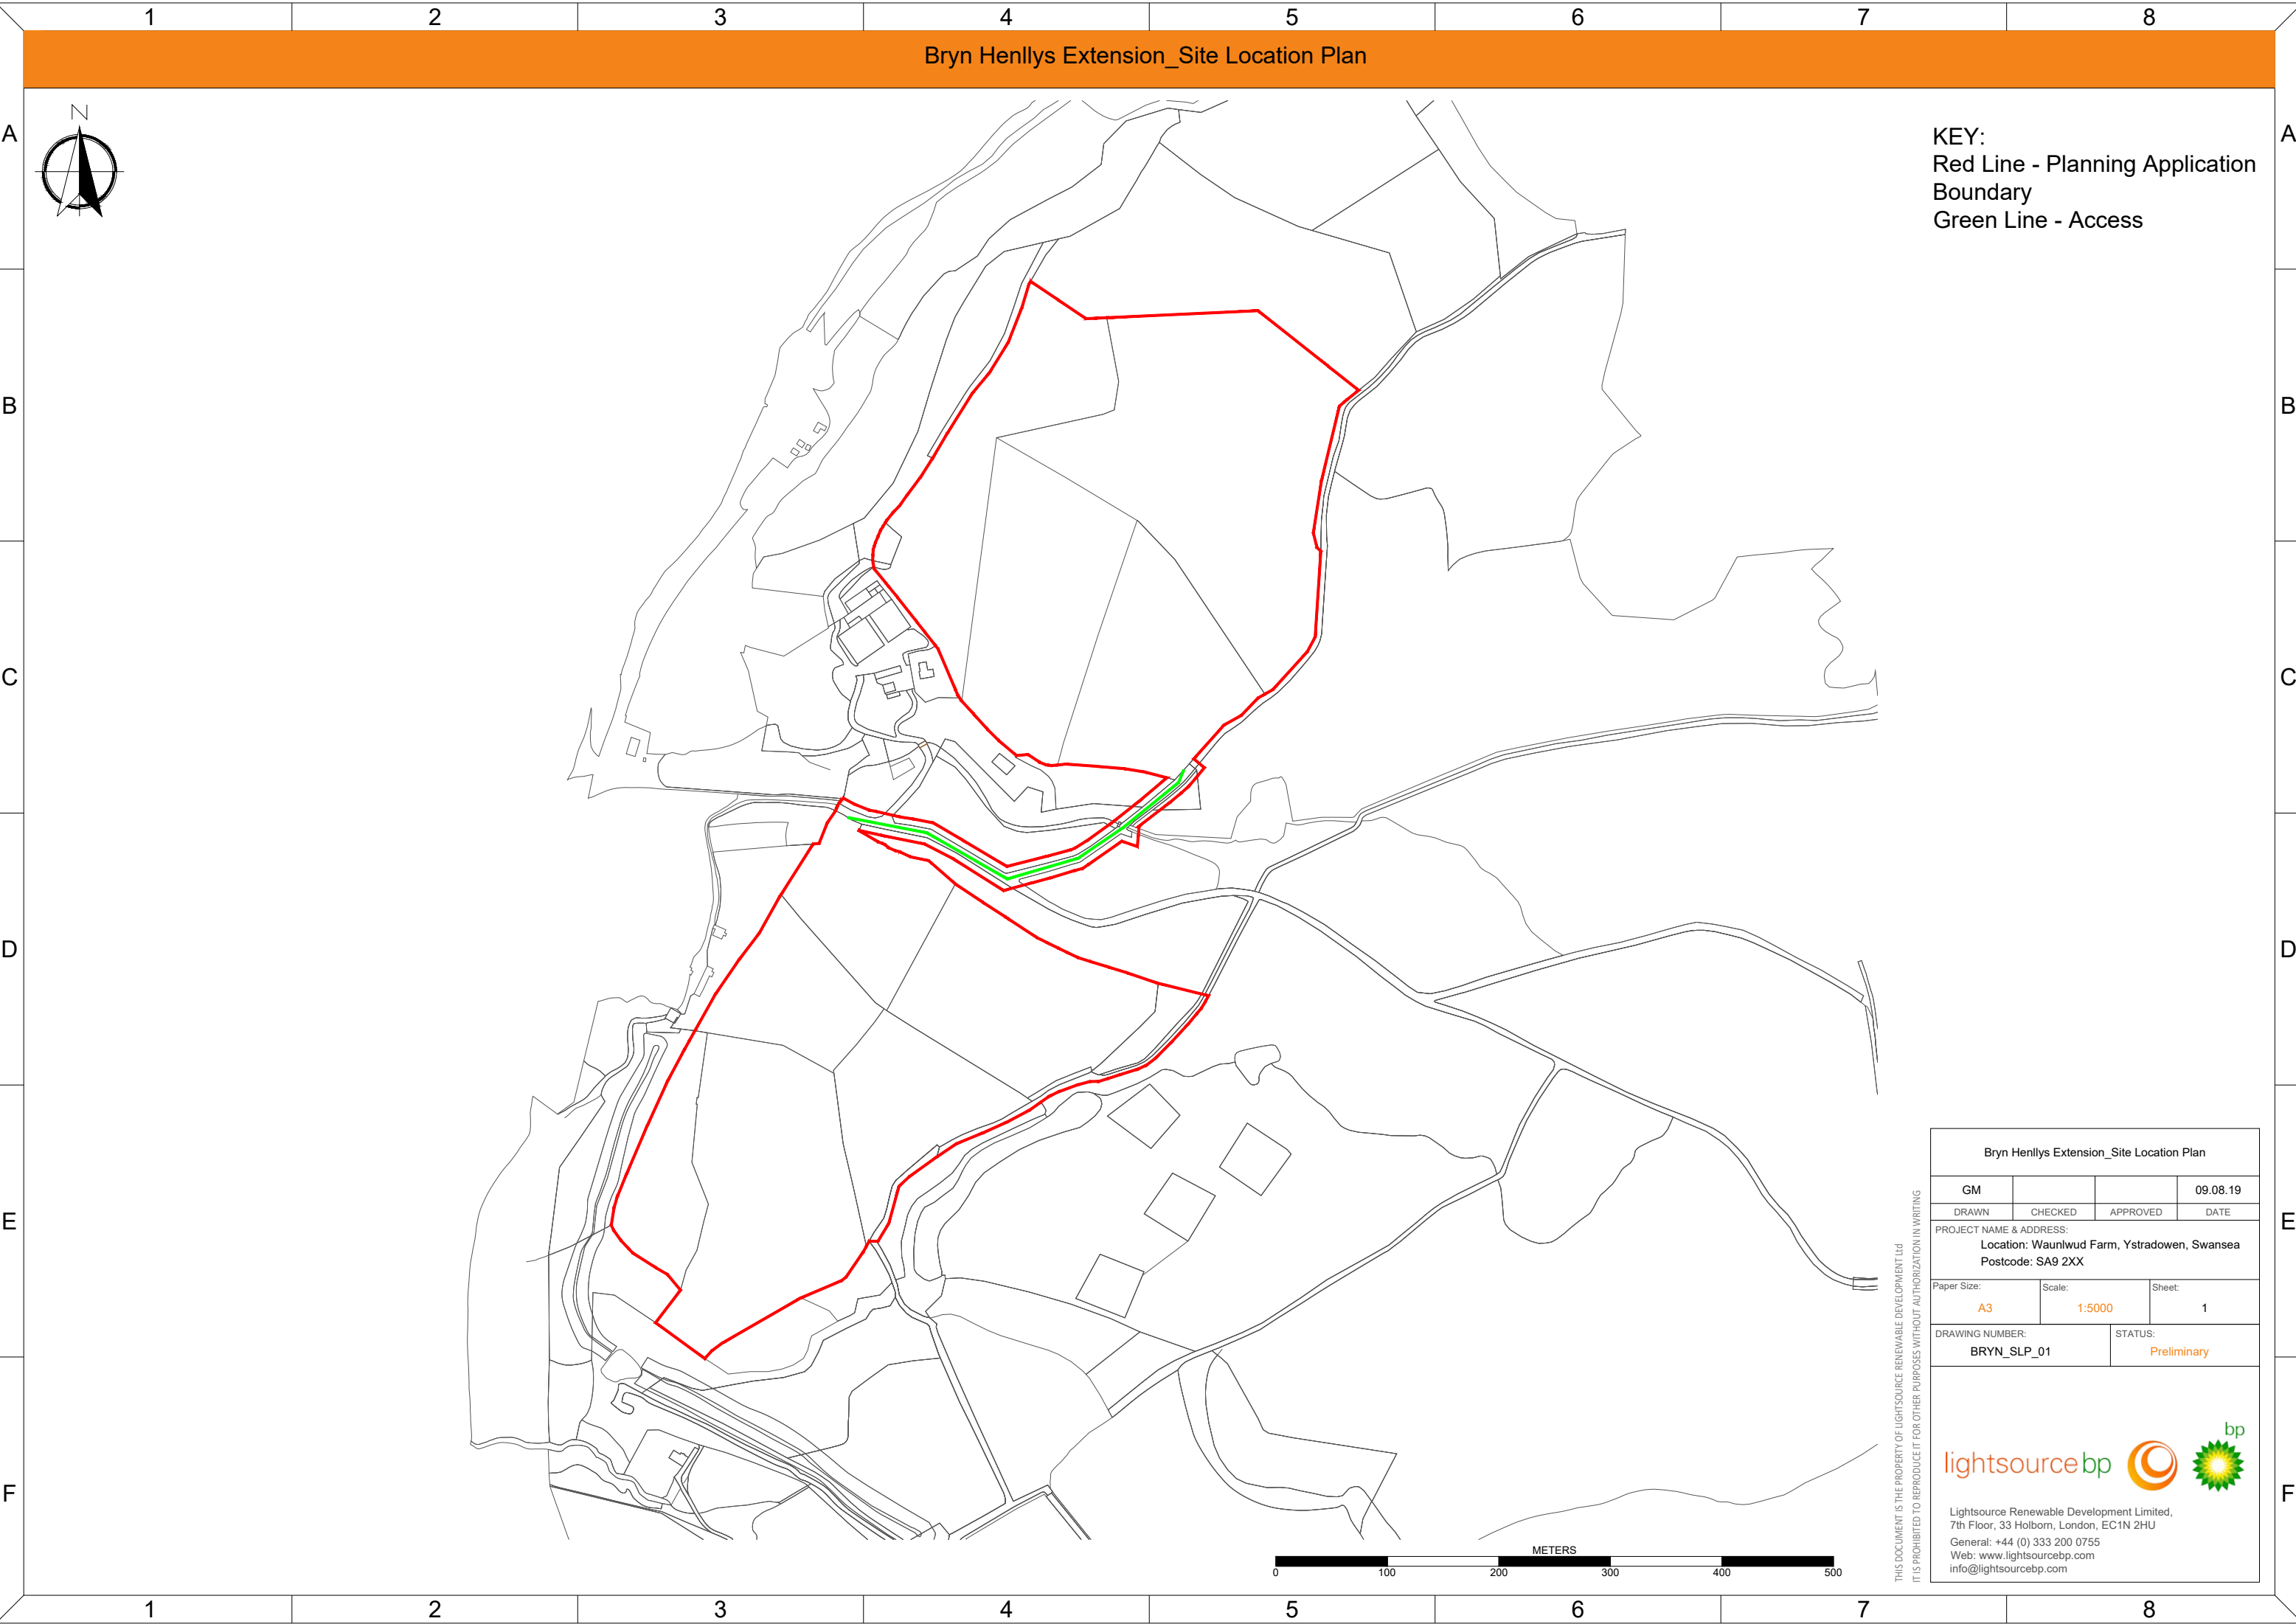 1 2 3 4 5 6 7 8
Bryn Henllys Extension_Site Location Plan
N
A A
B B
C C
D D
E E
F F
KEY:
Red Line - Planning Application
Boundary
Green Line - Access
METERS
0 100 200 300 400 500
THIS DOCUMENT IS THE PROPERTY OF LIGHTSOURCE RENEWABLE DEVELOPMENT Ltd
IT IS PROHIBITED TO REPRODUCE IT FOR OTHER PURPOSES WITHOUT AUTHORIZATION IN WRITING
Bryn Henllys Extension_Site Location Plan
GM 09.08.19
DRAWN CHECKED APPROVED DATE
PROJECT NAME & ADDRESS:
Location: Waunlwud Farm, Ystradowen, Swansea
Postcode: SA9 2XX
Paper Size: Scale: Sheet:
A3 1:5000 1
DRAWING NUMBER: STATUS:
BRYN_SLP_01 Preliminary
bp
lightsourcebp
Lightsource Renewable Development Limited,
7th Floor, 33 Holborn, London, EC1N 2HU
General: +44 (0) 333 200 0755
Web: www.lightsourcebp.com
info@lightsourcebp.com
1 2 3 4 5 6 7 8